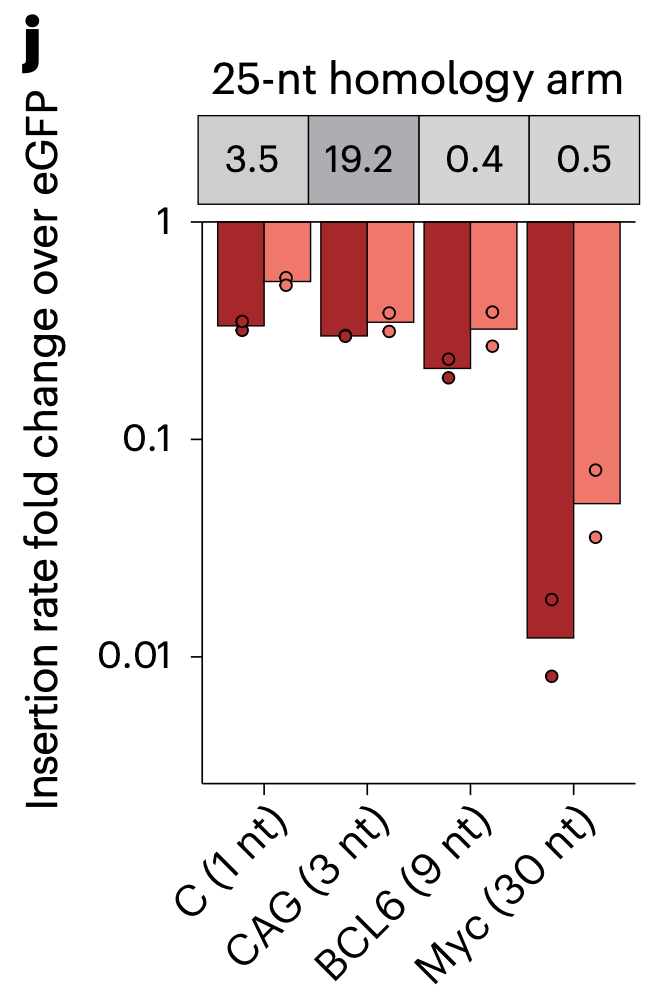 j
25-nt homology arm
3.5 19.2 0.4 0.5
Insertion rate fold change over eGFP
1
0.1
0.01
C (1 nt)
CAG (3 nt)
BCL6 (9 nt)
Myc (30 nt)